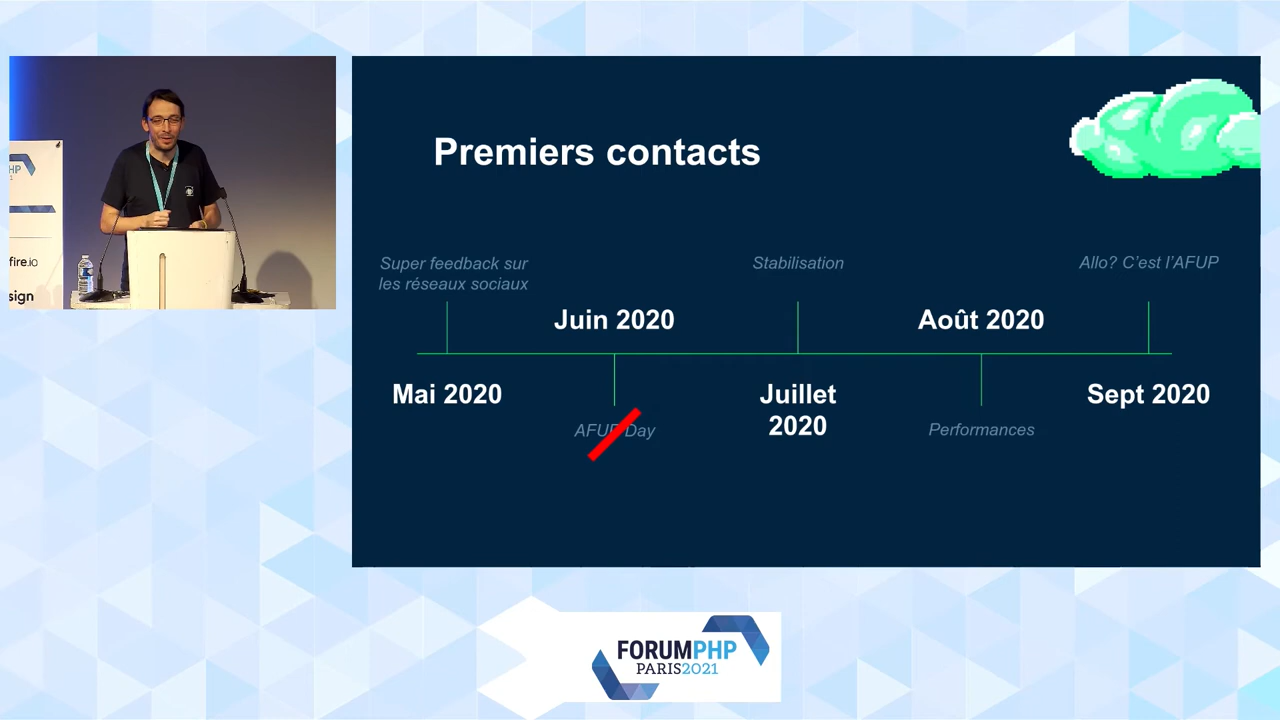 HP
21
fire.io
sign
Premiers contacts
Super feedback sur
les réseaux sociaux
Stabilisation
Allo? C'est l'AFUP
Juin 2020
Août 2020
Mai 2020
Juillet
2020
Sept 2020
AFUP Day
Performances
FORUMPHP
PARIS2021